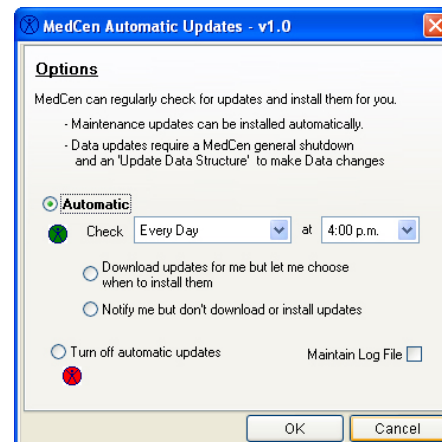 MedCen Automatic Updates - v1.0
Options
MedCen can regularly check for updates and install them for you.
- Maintenance updates can be installed automatically.
- Data updates require a MedCen general shutdown
and an 'Update Data Structure' to make Data changes
Automatic
Check Every Day at 4:00 p.m.
Download updates for me but let me choose
when to install them
Notify me but don't download or install updates
Turn off automatic updates Maintain Log File
OK Cancel